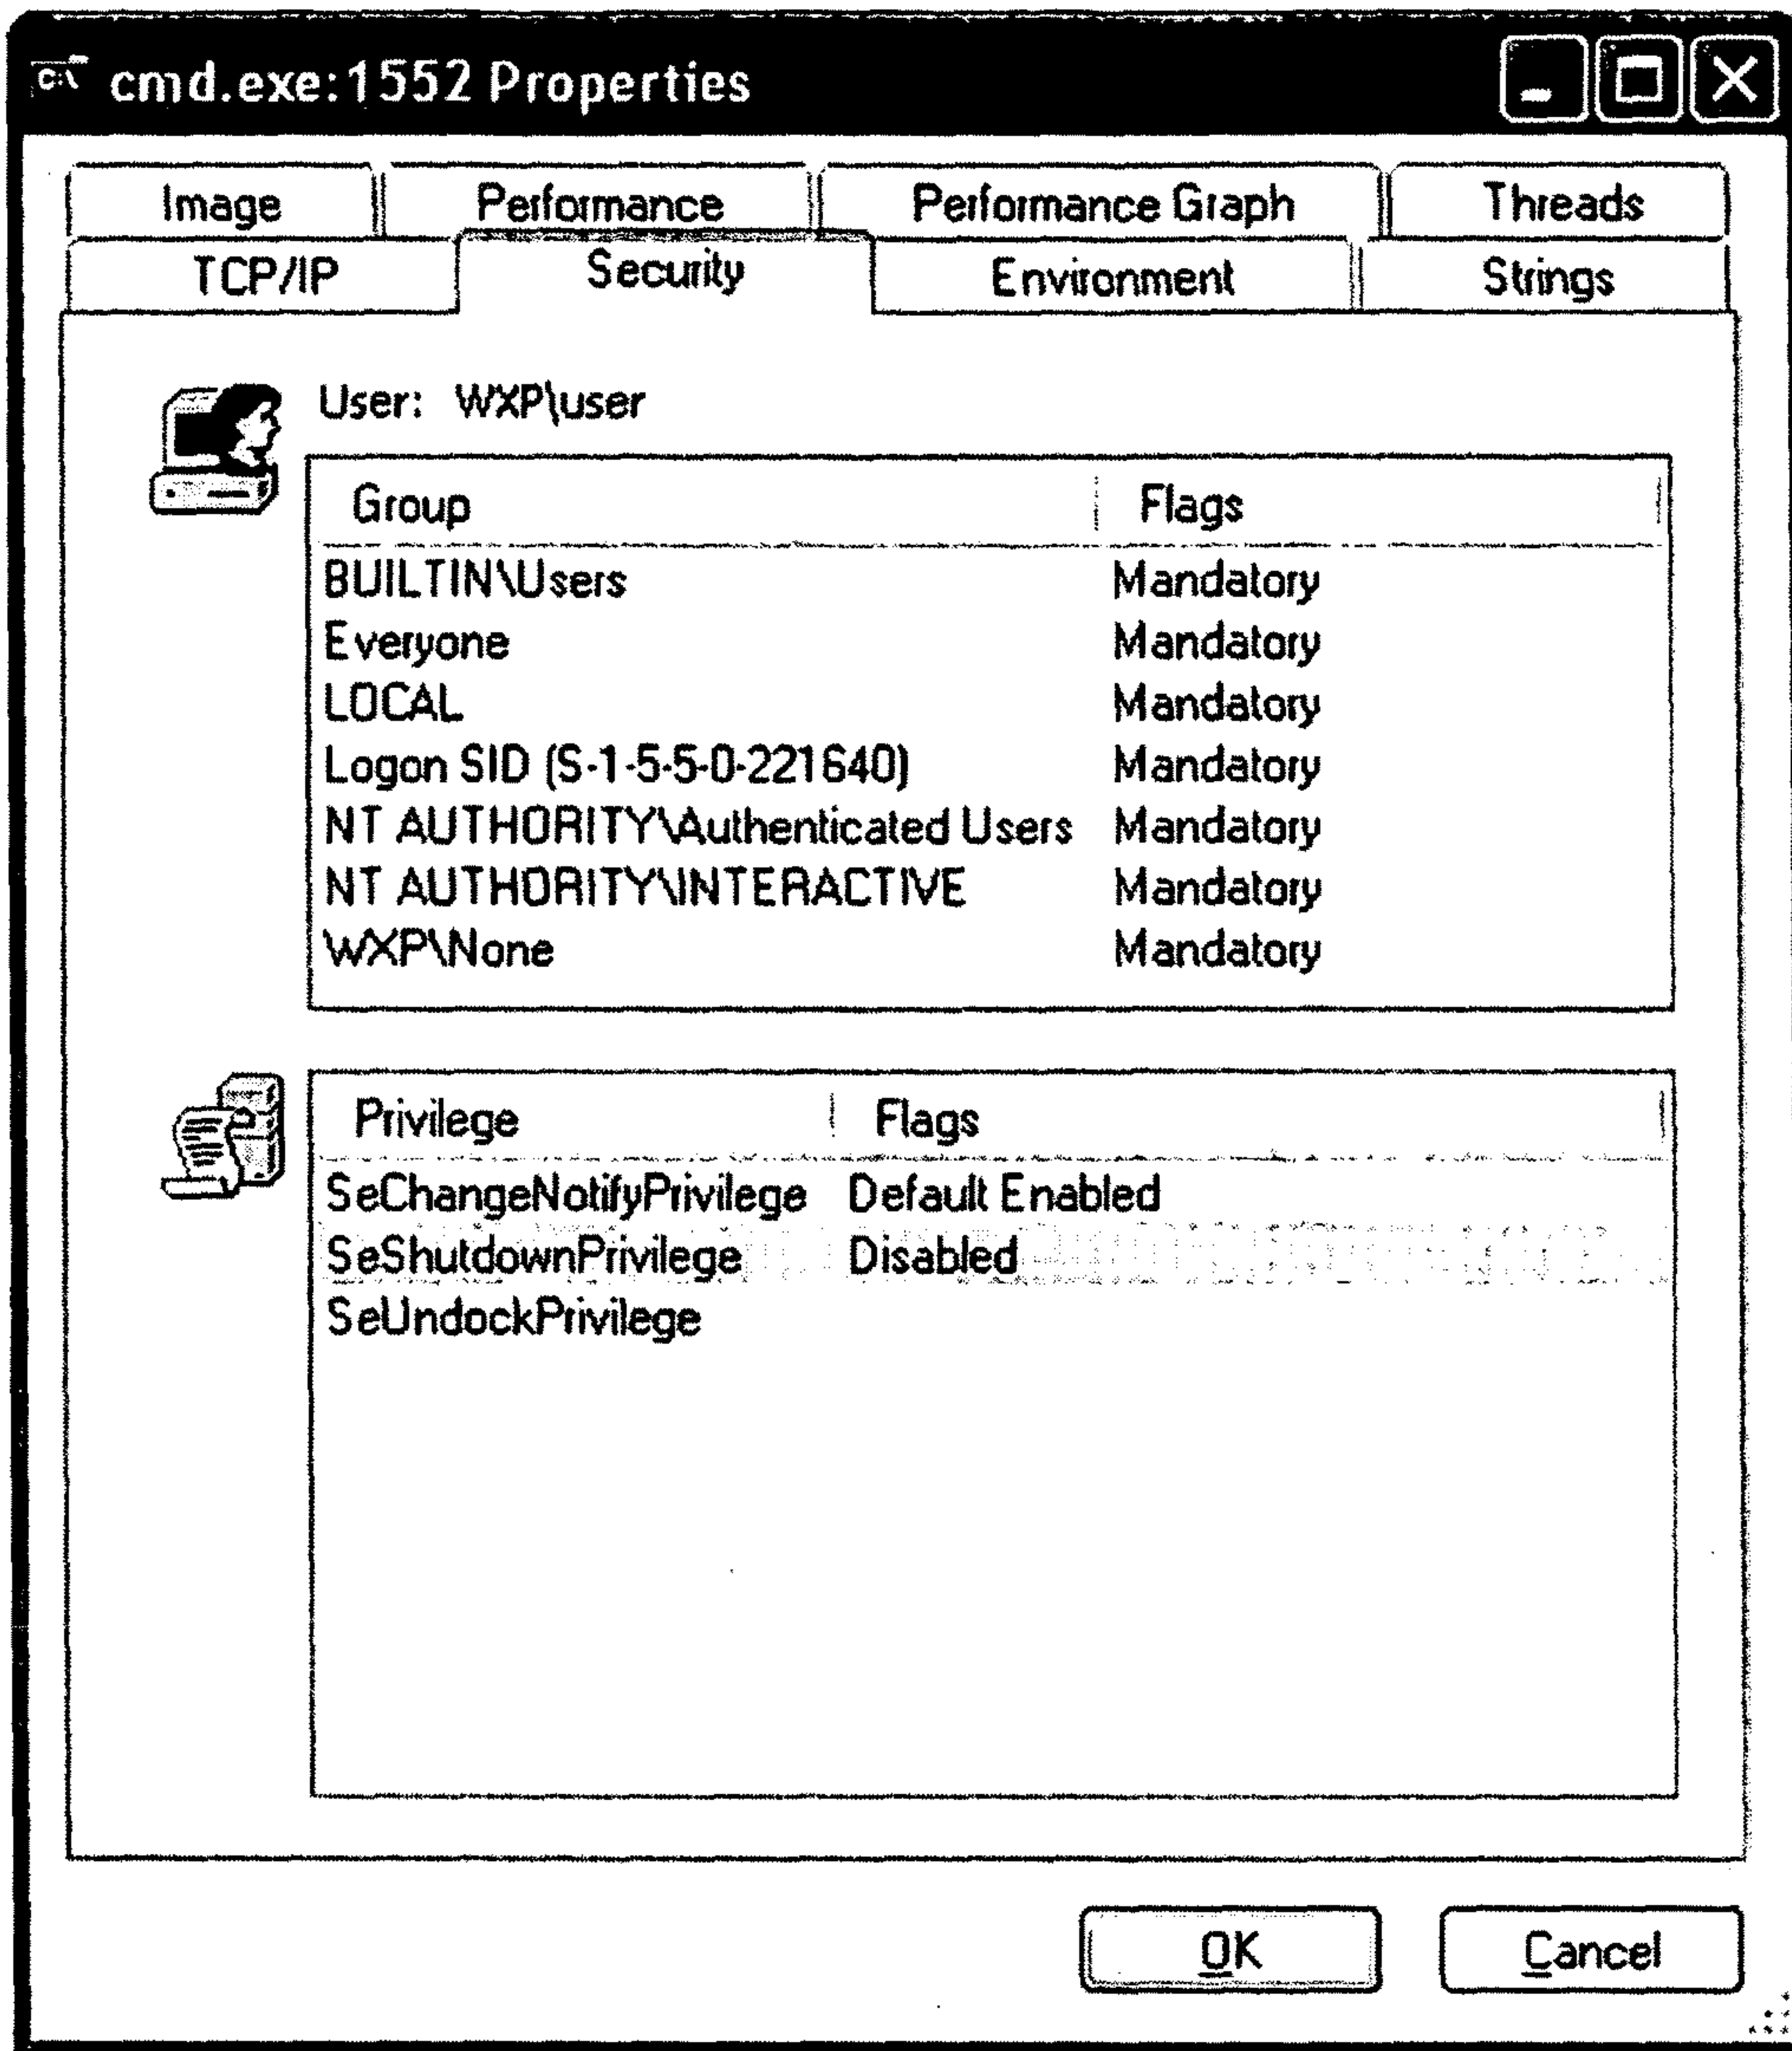 C:\ cmd.exe:1552 Properties
Image Performance Performance Graph Threads
TCP/IP Security Environment Strings
User: WXP\user
Group Flags
BUILTIN\Users Mandatory
Everyone Mandatory
LOCAL Mandatory
Logon SID (S-1-5-5-0-221640) Mandatory
NT AUTHORITY\Authenticated Users Mandatory
NT AUTHORITY\INTERACTIVE Mandatory
WXP\None Mandatory
Privilege Flags
SeChangeNotifyPrivilege Default Enabled
SeShutdownPrivilege Disabled
SeUndockPrivilege
OK Cancel